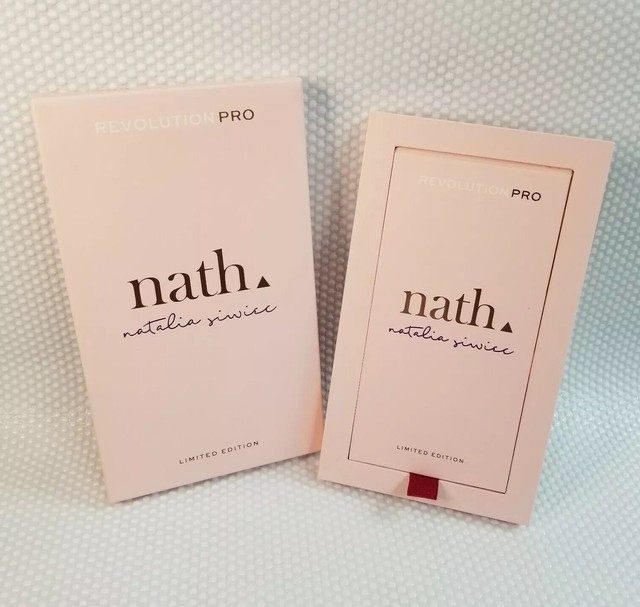 REVOLUTION PRO
nath.
natalia siwiec
LIMITED EDITION
REVOLUTION PRO
nath.
natalia siwiec
LIMITED EDITION